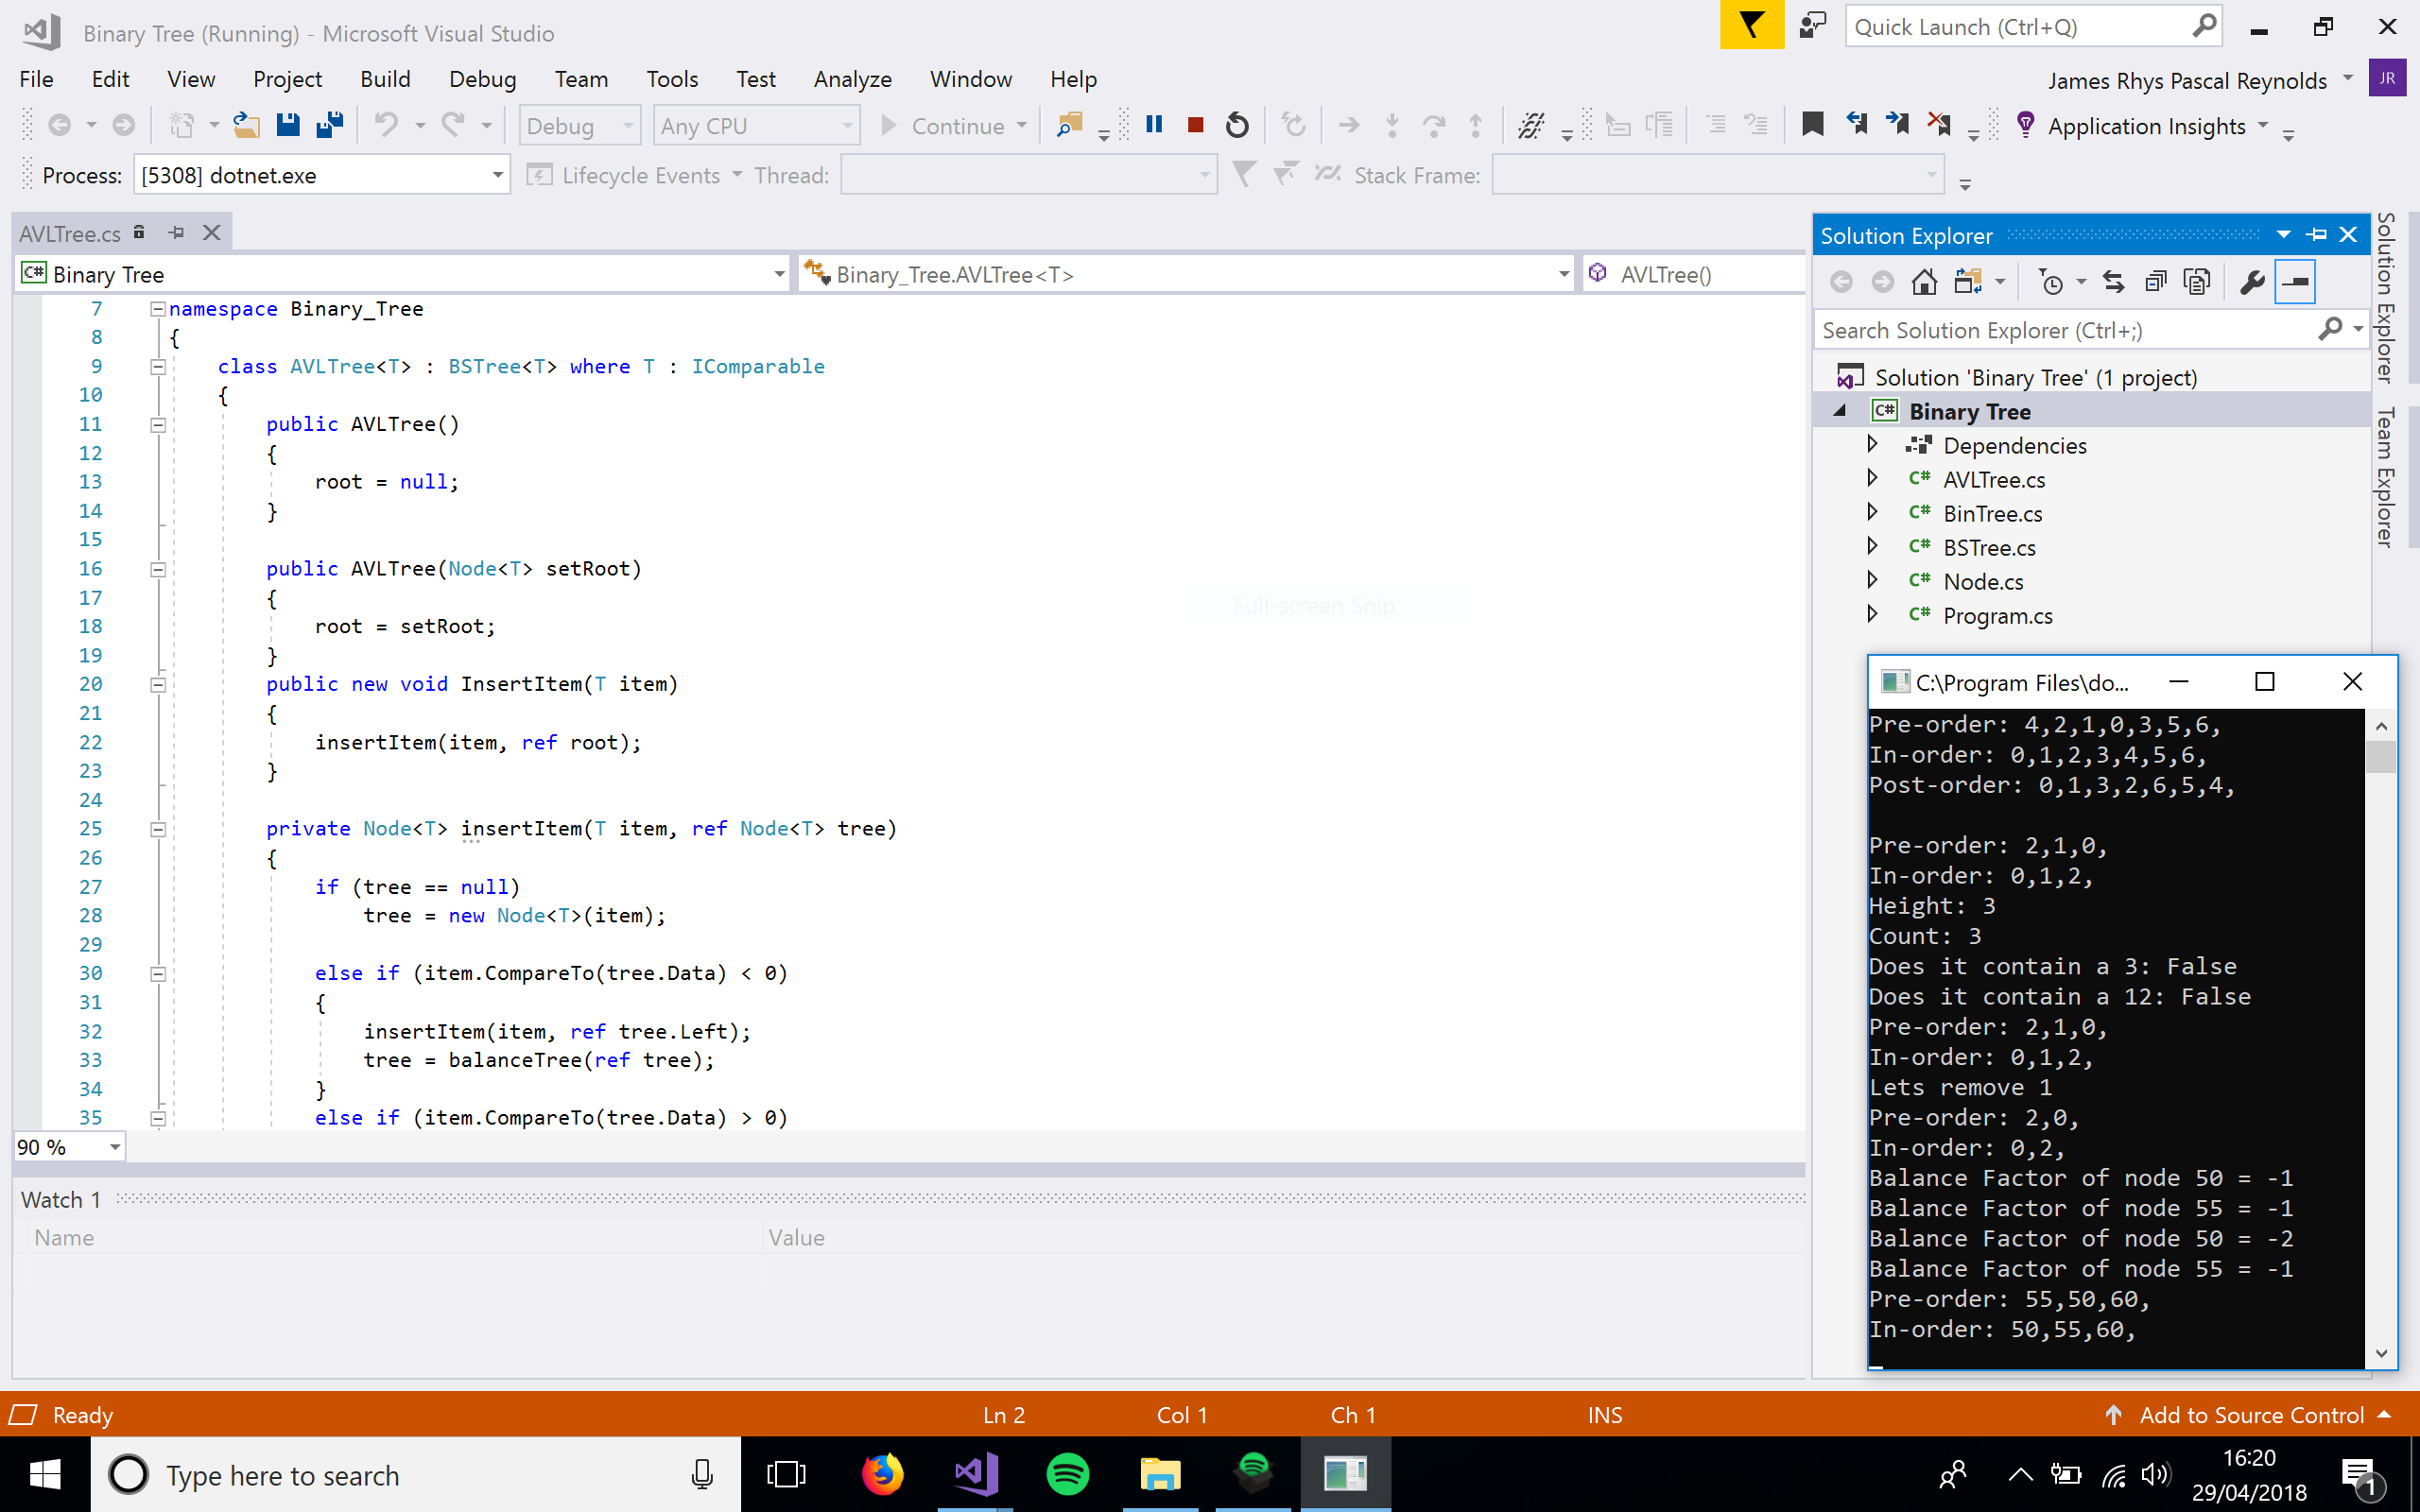 Binary Tree (Running) - Microsoft Visual Studio
Quick Launch (Ctrl+Q)
File Edit View Project Build Debug Team Tools Test Analyze Window Help
James Rhys Pascal Reynolds JR
Debug Any CPU Continue Application Insights
Process: [5308] dotnet.exe Lifecycle Events Thread: Stack Frame:
AVLTree.cs
C# Binary Tree Binary_Tree.AVLTree<T> AVLTree()
7 namespace Binary_Tree
8 {
9 class AVLTree<T> : BSTree<T> where T : IComparable
10 {
11 public AVLTree()
12 {
13 root = null;
14 }
15
16 public AVLTree(Node<T> setRoot)
17 {
18 root = setRoot;
19 }
20 public new void InsertItem(T item)
21 {
22 insertItem(item, ref root);
23 }
24
25 private Node<T> insertItem(T item, ref Node<T> tree)
26 {
27 if (tree == null)
28 tree = new Node<T>(item);
29
30 else if (item.CompareTo(tree.Data) < 0)
31 {
32 insertItem(item, ref tree.Left);
33 tree = balanceTree(ref tree);
34 }
35 else if (item.CompareTo(tree.Data) > 0)
Full-screen Snip
90 %
Watch 1
Name Value
Solution Explorer
Search Solution Explorer (Ctrl+;)
Solution 'Binary Tree' (1 project)
C# Binary Tree
Dependencies
C# AVLTree.cs
C# BinTree.cs
C# BSTree.cs
C# Node.cs
C# Program.cs
Solution Explorer
Team Explorer
C:\Program Files\do...
Pre-order: 4,2,1,0,3,5,6,
In-order: 0,1,2,3,4,5,6,
Post-order: 0,1,3,2,6,5,4,
Pre-order: 2,1,0,
In-order: 0,1,2,
Height: 3
Count: 3
Does it contain a 3: False
Does it contain a 12: False
Pre-order: 2,1,0,
In-order: 0,1,2,
Lets remove 1
Pre-order: 2,0,
In-order: 0,2,
Balance Factor of node 50 = -1
Balance Factor of node 55 = -1
Balance Factor of node 50 = -2
Balance Factor of node 55 = -1
Pre-order: 55,50,60,
In-order: 50,55,60,
Ready Ln 2 Col 1 Ch 1 INS Add to Source Control
Type here to search
16:20
29/04/2018
1